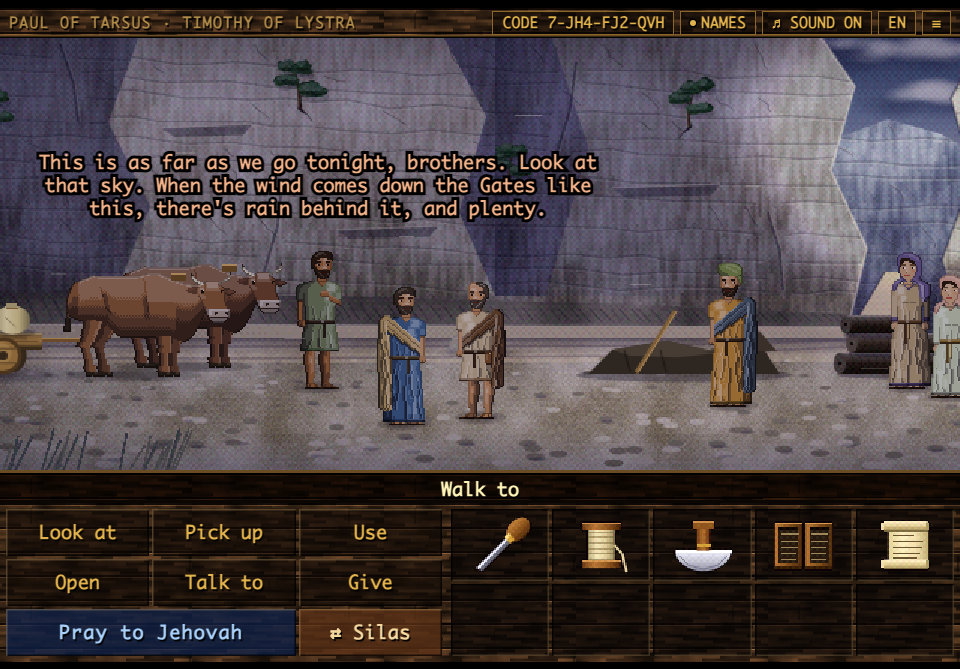 PAUL OF TARSUS · TIMOTHY OF LYSTRA
CODE 7-JH4-FJ2-QVH
• NAMES
♬ SOUND ON
EN
≡
This is as far as we go tonight, brothers. Look at
that sky. When the wind comes down the Gates like
this, there's rain behind it, and plenty.
Walk to
Look at
Pick up
Use
Open
Talk to
Give
Pray to Jehovah
⇄ Silas